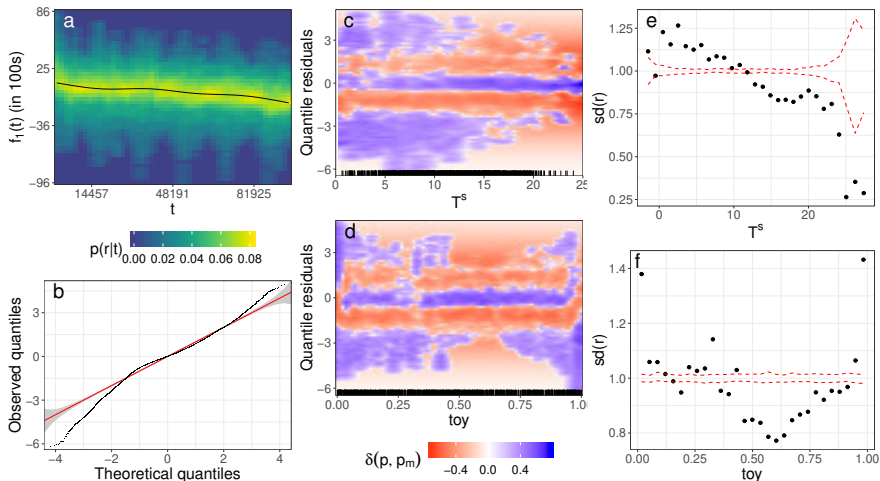 a
f₁(t) (in 100s)
86
25
−36
−96
14457
48191
81925
t
p(r|t)
0.00 0.02 0.04 0.06 0.08
b
Observed quantiles
3
0
−3
−6
−4
−2
0
2
4
Theoretical quantiles
c
Quantile residuals
3
0
−3
−6
0
5
10
15
20
25
Tˢ
d
Quantile residuals
3
0
−3
−6
0.00
0.25
0.50
0.75
1.0
toy
δ(p, pₘ)
−0.4
0.0
0.4
e
sd(r)
1.25
1.00
0.75
0.50
0.25
0
10
20
Tˢ
f
sd(r)
1.4
1.2
1.0
0.8
0.00
0.25
0.50
0.75
1.00
toy